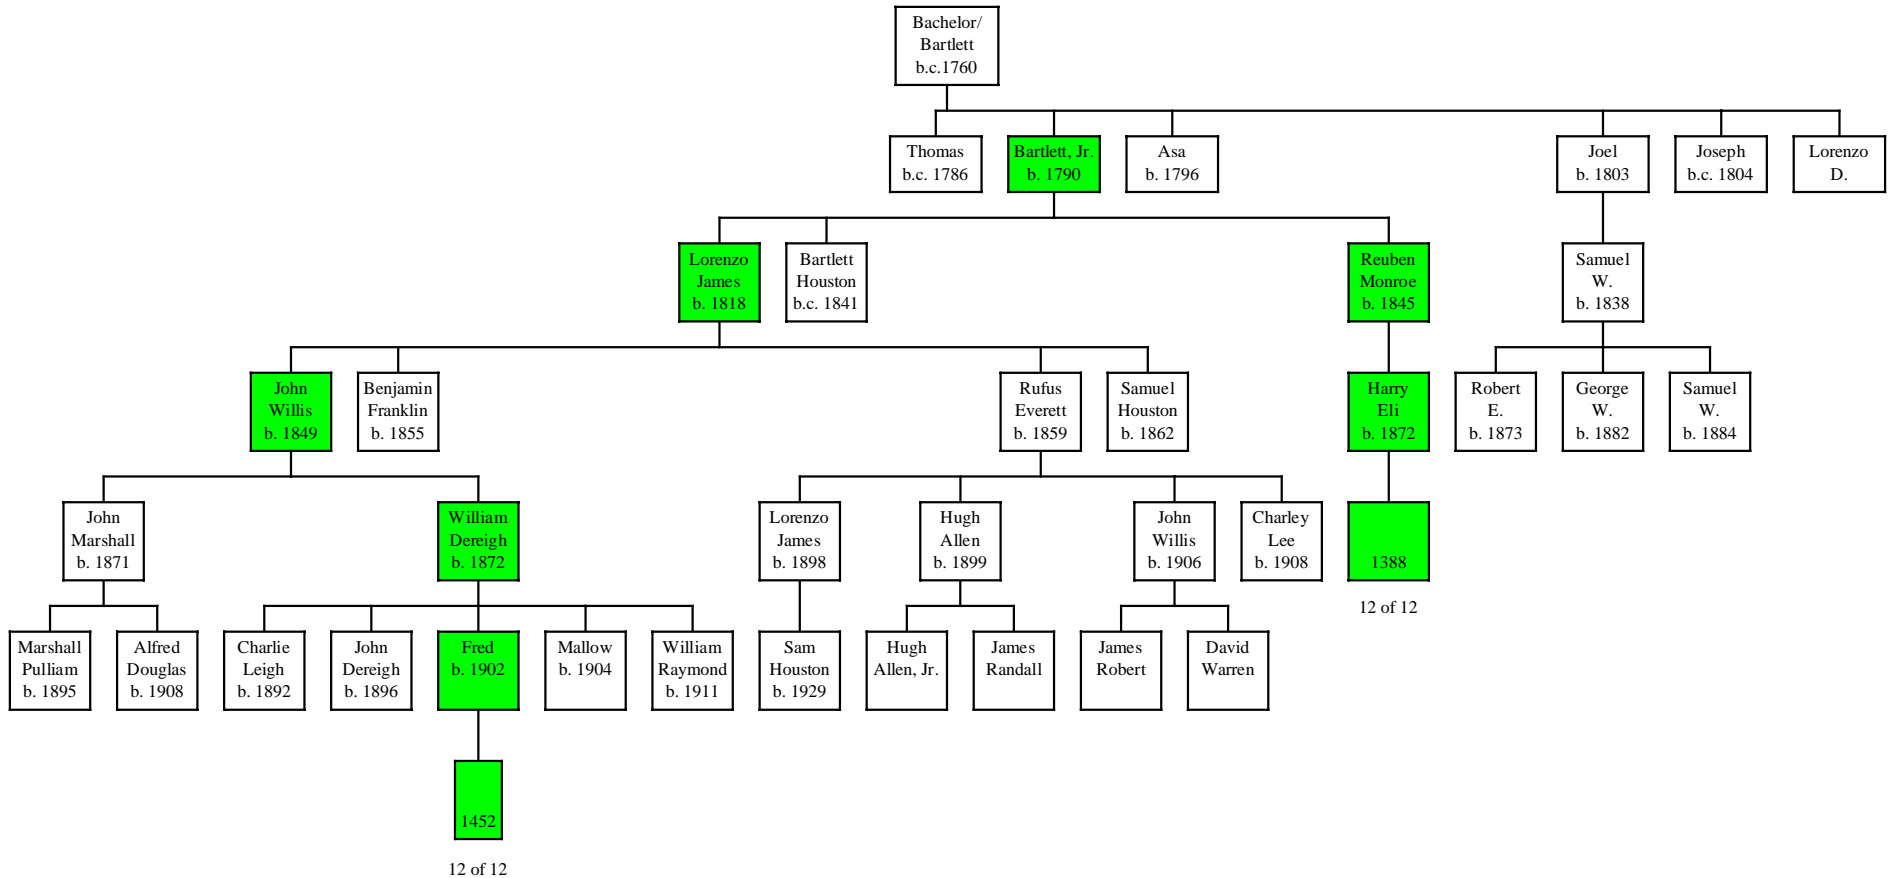 Bachelor/
Bartlett
b.c.1760
Thomas
b.c. 1786
Bartlett, Jr.
b. 1790
Asa
b. 1796
Joel
b. 1803
Joseph
b.c. 1804
Lorenzo
D.
Lorenzo
James
b. 1818
Bartlett
Houston
b.c. 1841
Reuben
Monroe
b. 1845
Samuel
W.
b. 1838
John
Willis
b. 1849
Benjamin
Franklin
b. 1855
Rufus
Everett
b. 1859
Samuel
Houston
b. 1862
Harry
Eli
b. 1872
Robert
E.
b. 1873
George
W.
b. 1882
Samuel
W.
b. 1884
John
Marshall
b. 1871
William
Dereigh
b. 1872
Lorenzo
James
b. 1898
Hugh
Allen
b. 1899
John
Willis
b. 1906
Charley
Lee
b. 1908
1388
12 of 12
Marshall
Pulliam
b. 1895
Alfred
Douglas
b. 1908
Charlie
Leigh
b. 1892
John
Dereigh
b. 1896
Fred
b. 1902
Mallow
b. 1904
William
Raymond
b. 1911
Sam
Houston
b. 1929
Hugh
Allen, Jr.
James
Randall
James
Robert
David
Warren
1452
12 of 12